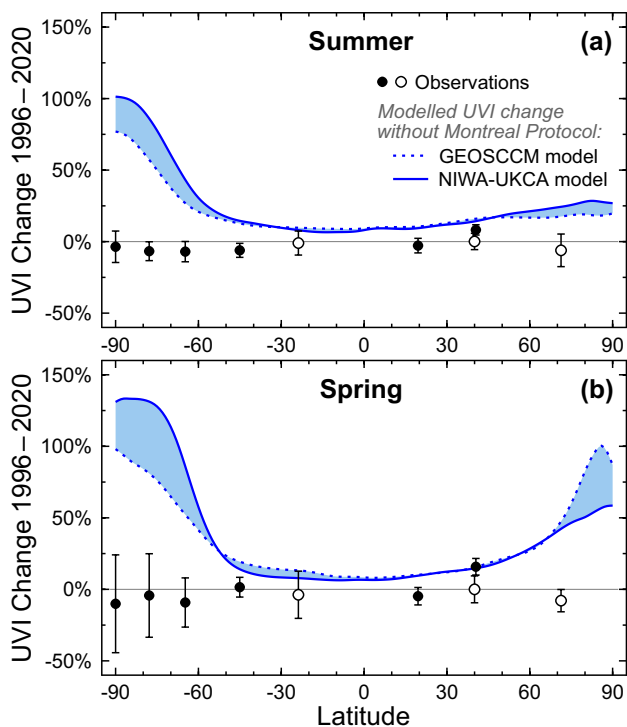 Summer
(a)
Observations
Modelled UVI change
without Montreal Protocol:
GEOSCCM model
NIWA-UKCA model
UVI Change 1996–2020
150%
100%
50%
0%
-50%
-90 -60 -30 0 30 60 90
Spring
(b)
UVI Change 1996–2020
150%
100%
50%
0%
-50%
-90 -60 -30 0 30 60 90
Latitude